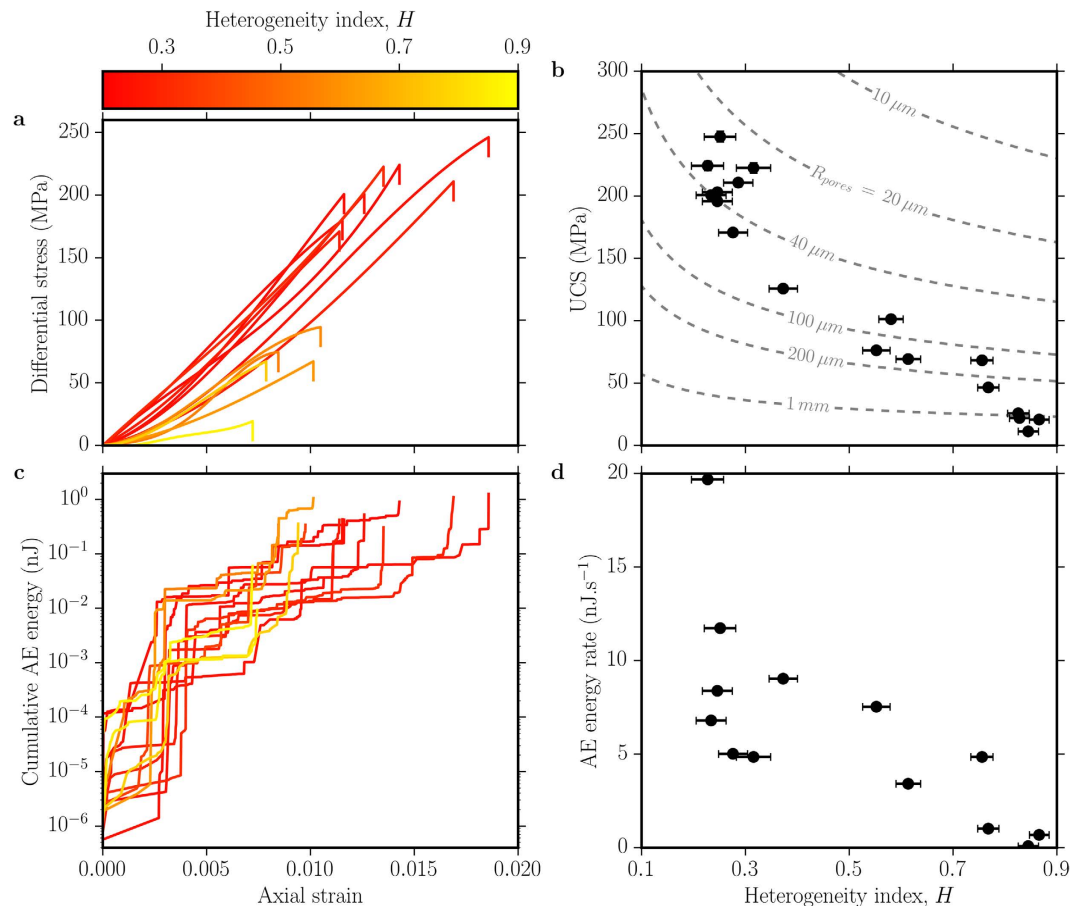 Heterogeneity index, H
0.3 0.5 0.7 0.9
a
250
200
150
100
50
0
Differential stress (MPa)
b
300
250
200
150
100
50
0
UCS (MPa)
10 μm
R_pores = 20 μm
40 μm
100 μm
200 μm
1 mm
c
10⁰
10⁻¹
10⁻²
10⁻³
10⁻⁴
10⁻⁵
10⁻⁶
Cumulative AE energy (nJ)
0.000 0.005 0.010 0.015 0.020
Axial strain
d
20
15
10
5
0
AE energy rate (nJ.s⁻¹)
0.1 0.3 0.5 0.7 0.9
Heterogeneity index, H